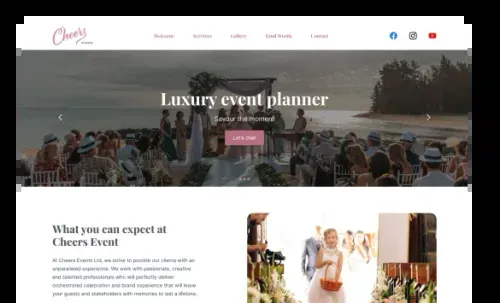 Cheers
Welcome
Services
Gallery
Kind Words
Contact
Luxury event planner
Savour the moment
Let's chat
What you can expect at
Cheers Event
At Cheers Events Ltd, we strive to provide our clients with an
unparalleled experience. We work with passionate, creative
and talented professionals who will perfectly deliver
orchestrated celebration and brand experience that will leave
your guests and stakeholders with memories to last a lifetime.